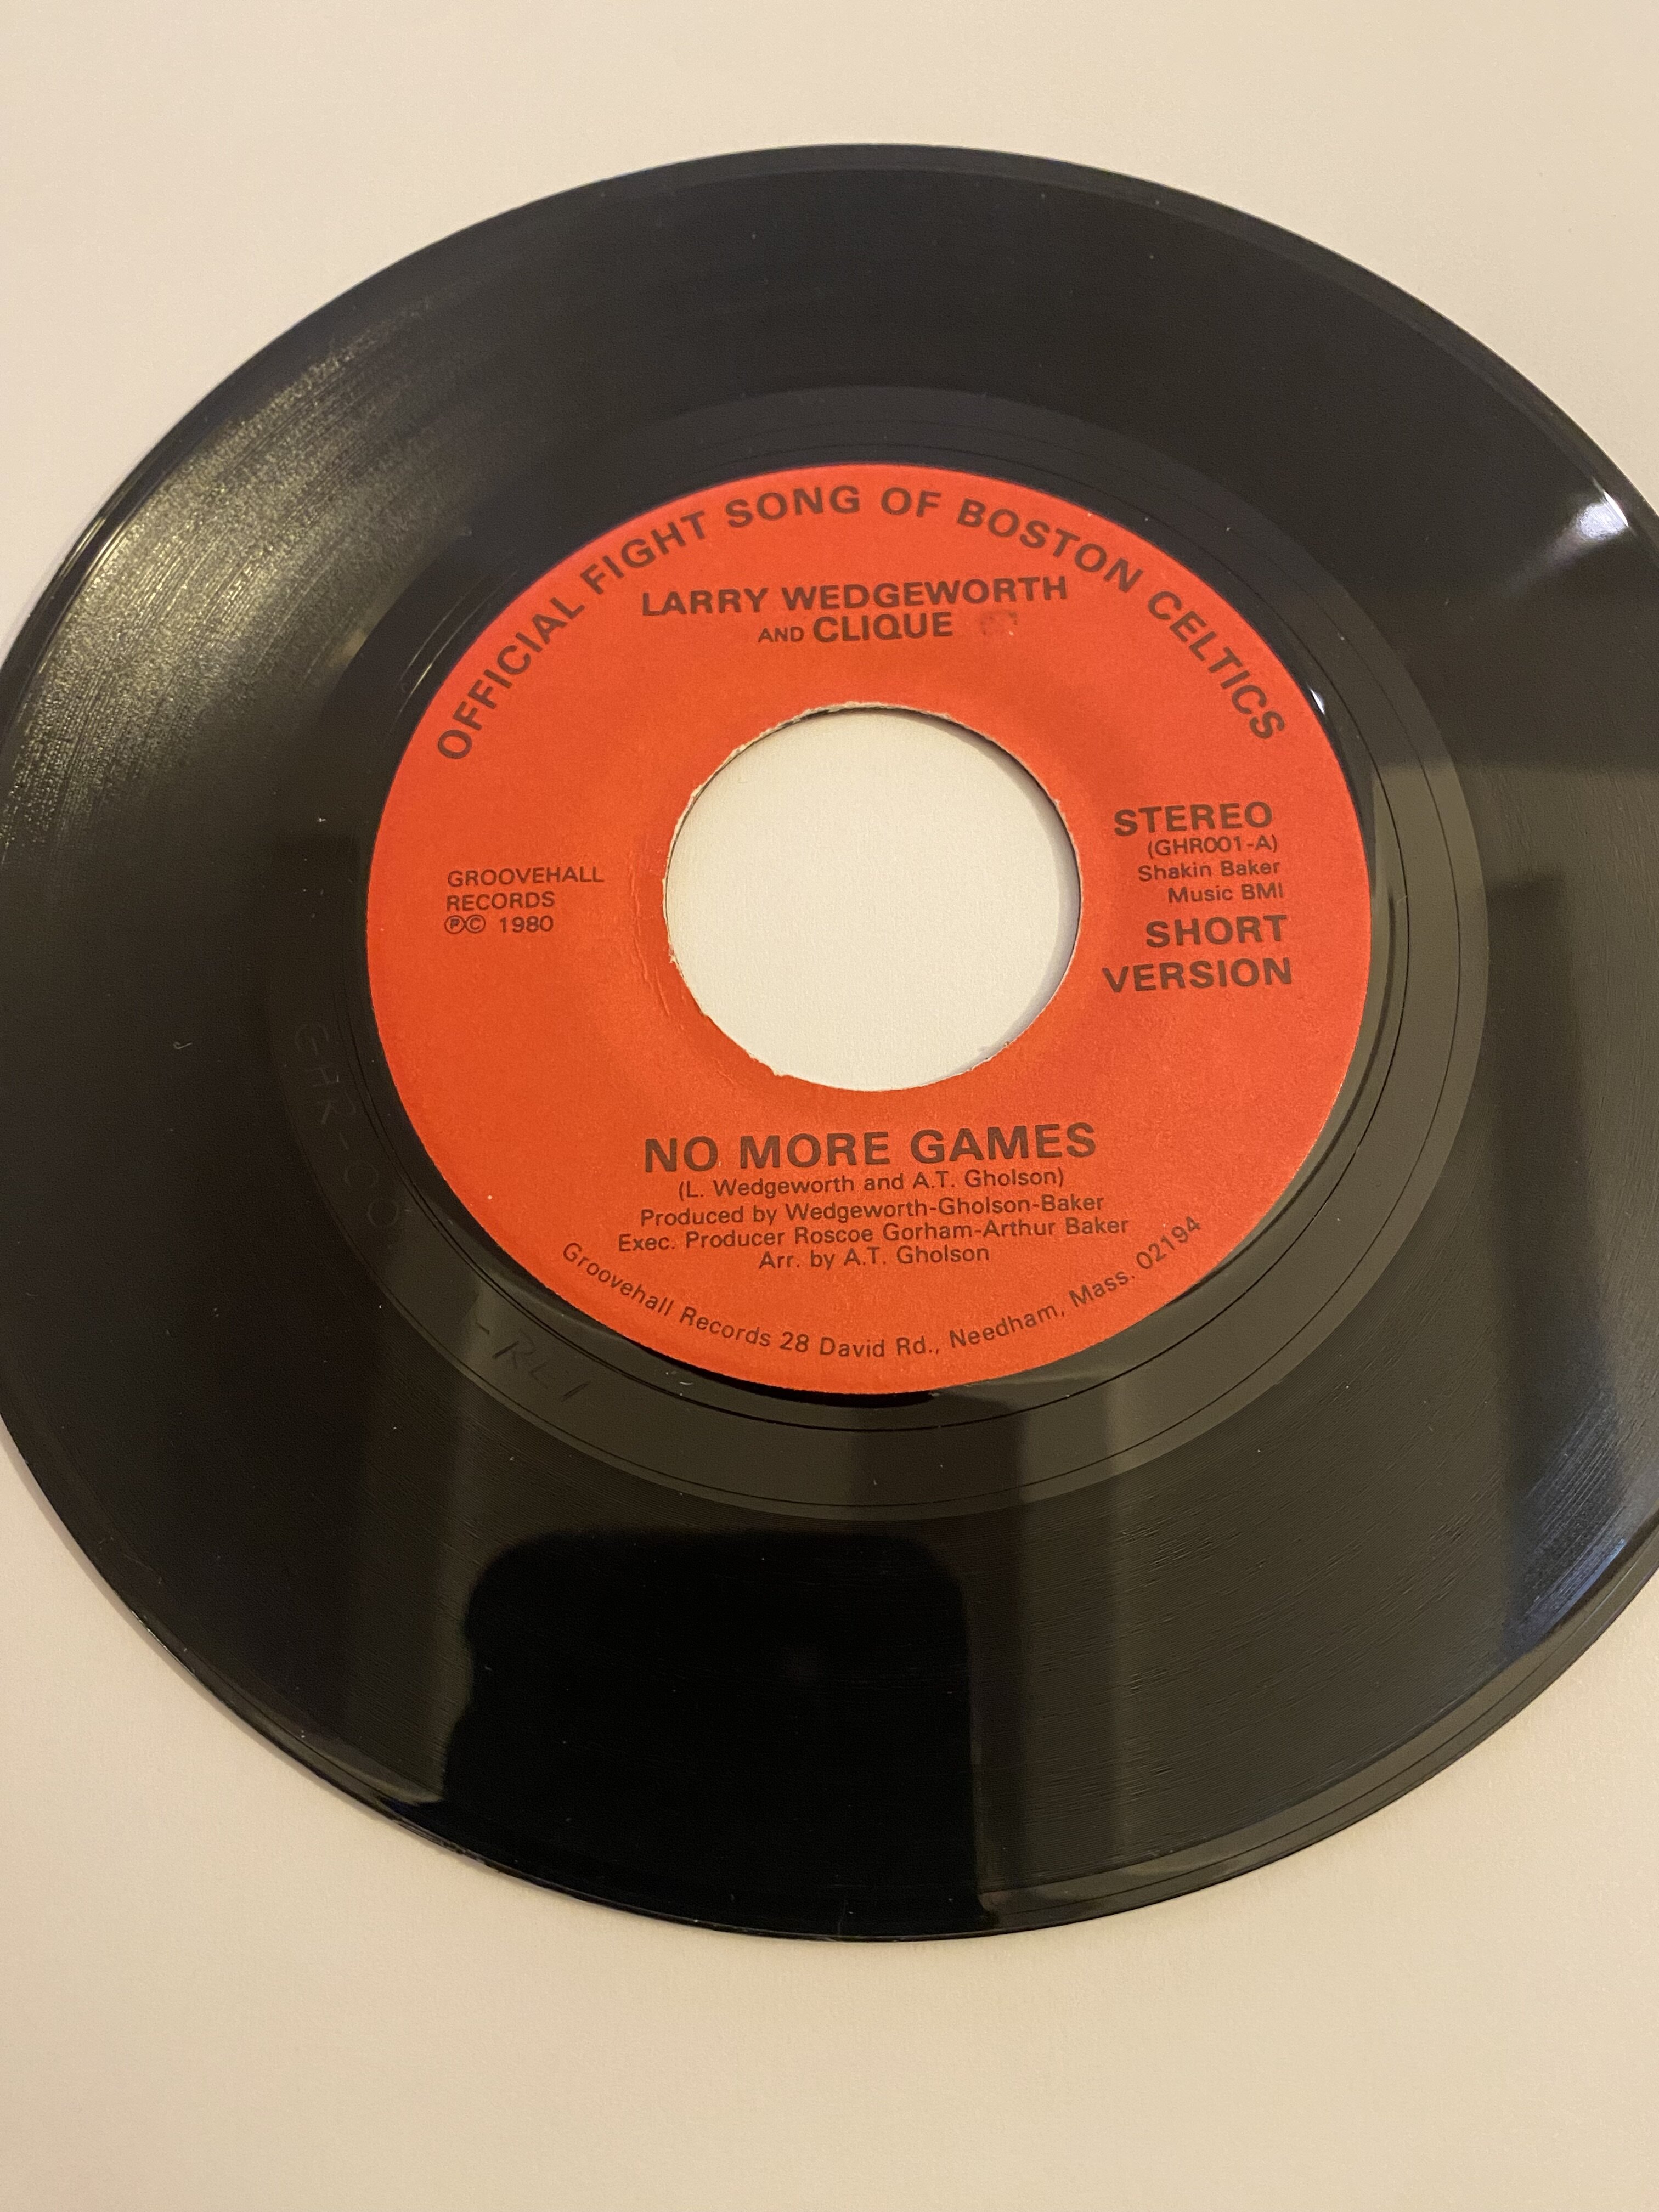 OFFICIAL FIGHT SONG OF BOSTON CELTICS
LARRY WEDGEWORTH
AND CLIQUE
GROOVEHALL
RECORDS
℗© 1980
STEREO
(GHR001-A)
Shakin Baker
Music BMI
SHORT
VERSION
NO MORE GAMES
(L. Wedgeworth and A.T. Gholson)
Produced by Wedgeworth-Gholson-Baker
Exec. Producer Roscoe Gorham-Arthur Baker
Arr. by A.T. Gholson
Groovehall Records 28 David Rd., Needham, Mass. 02194